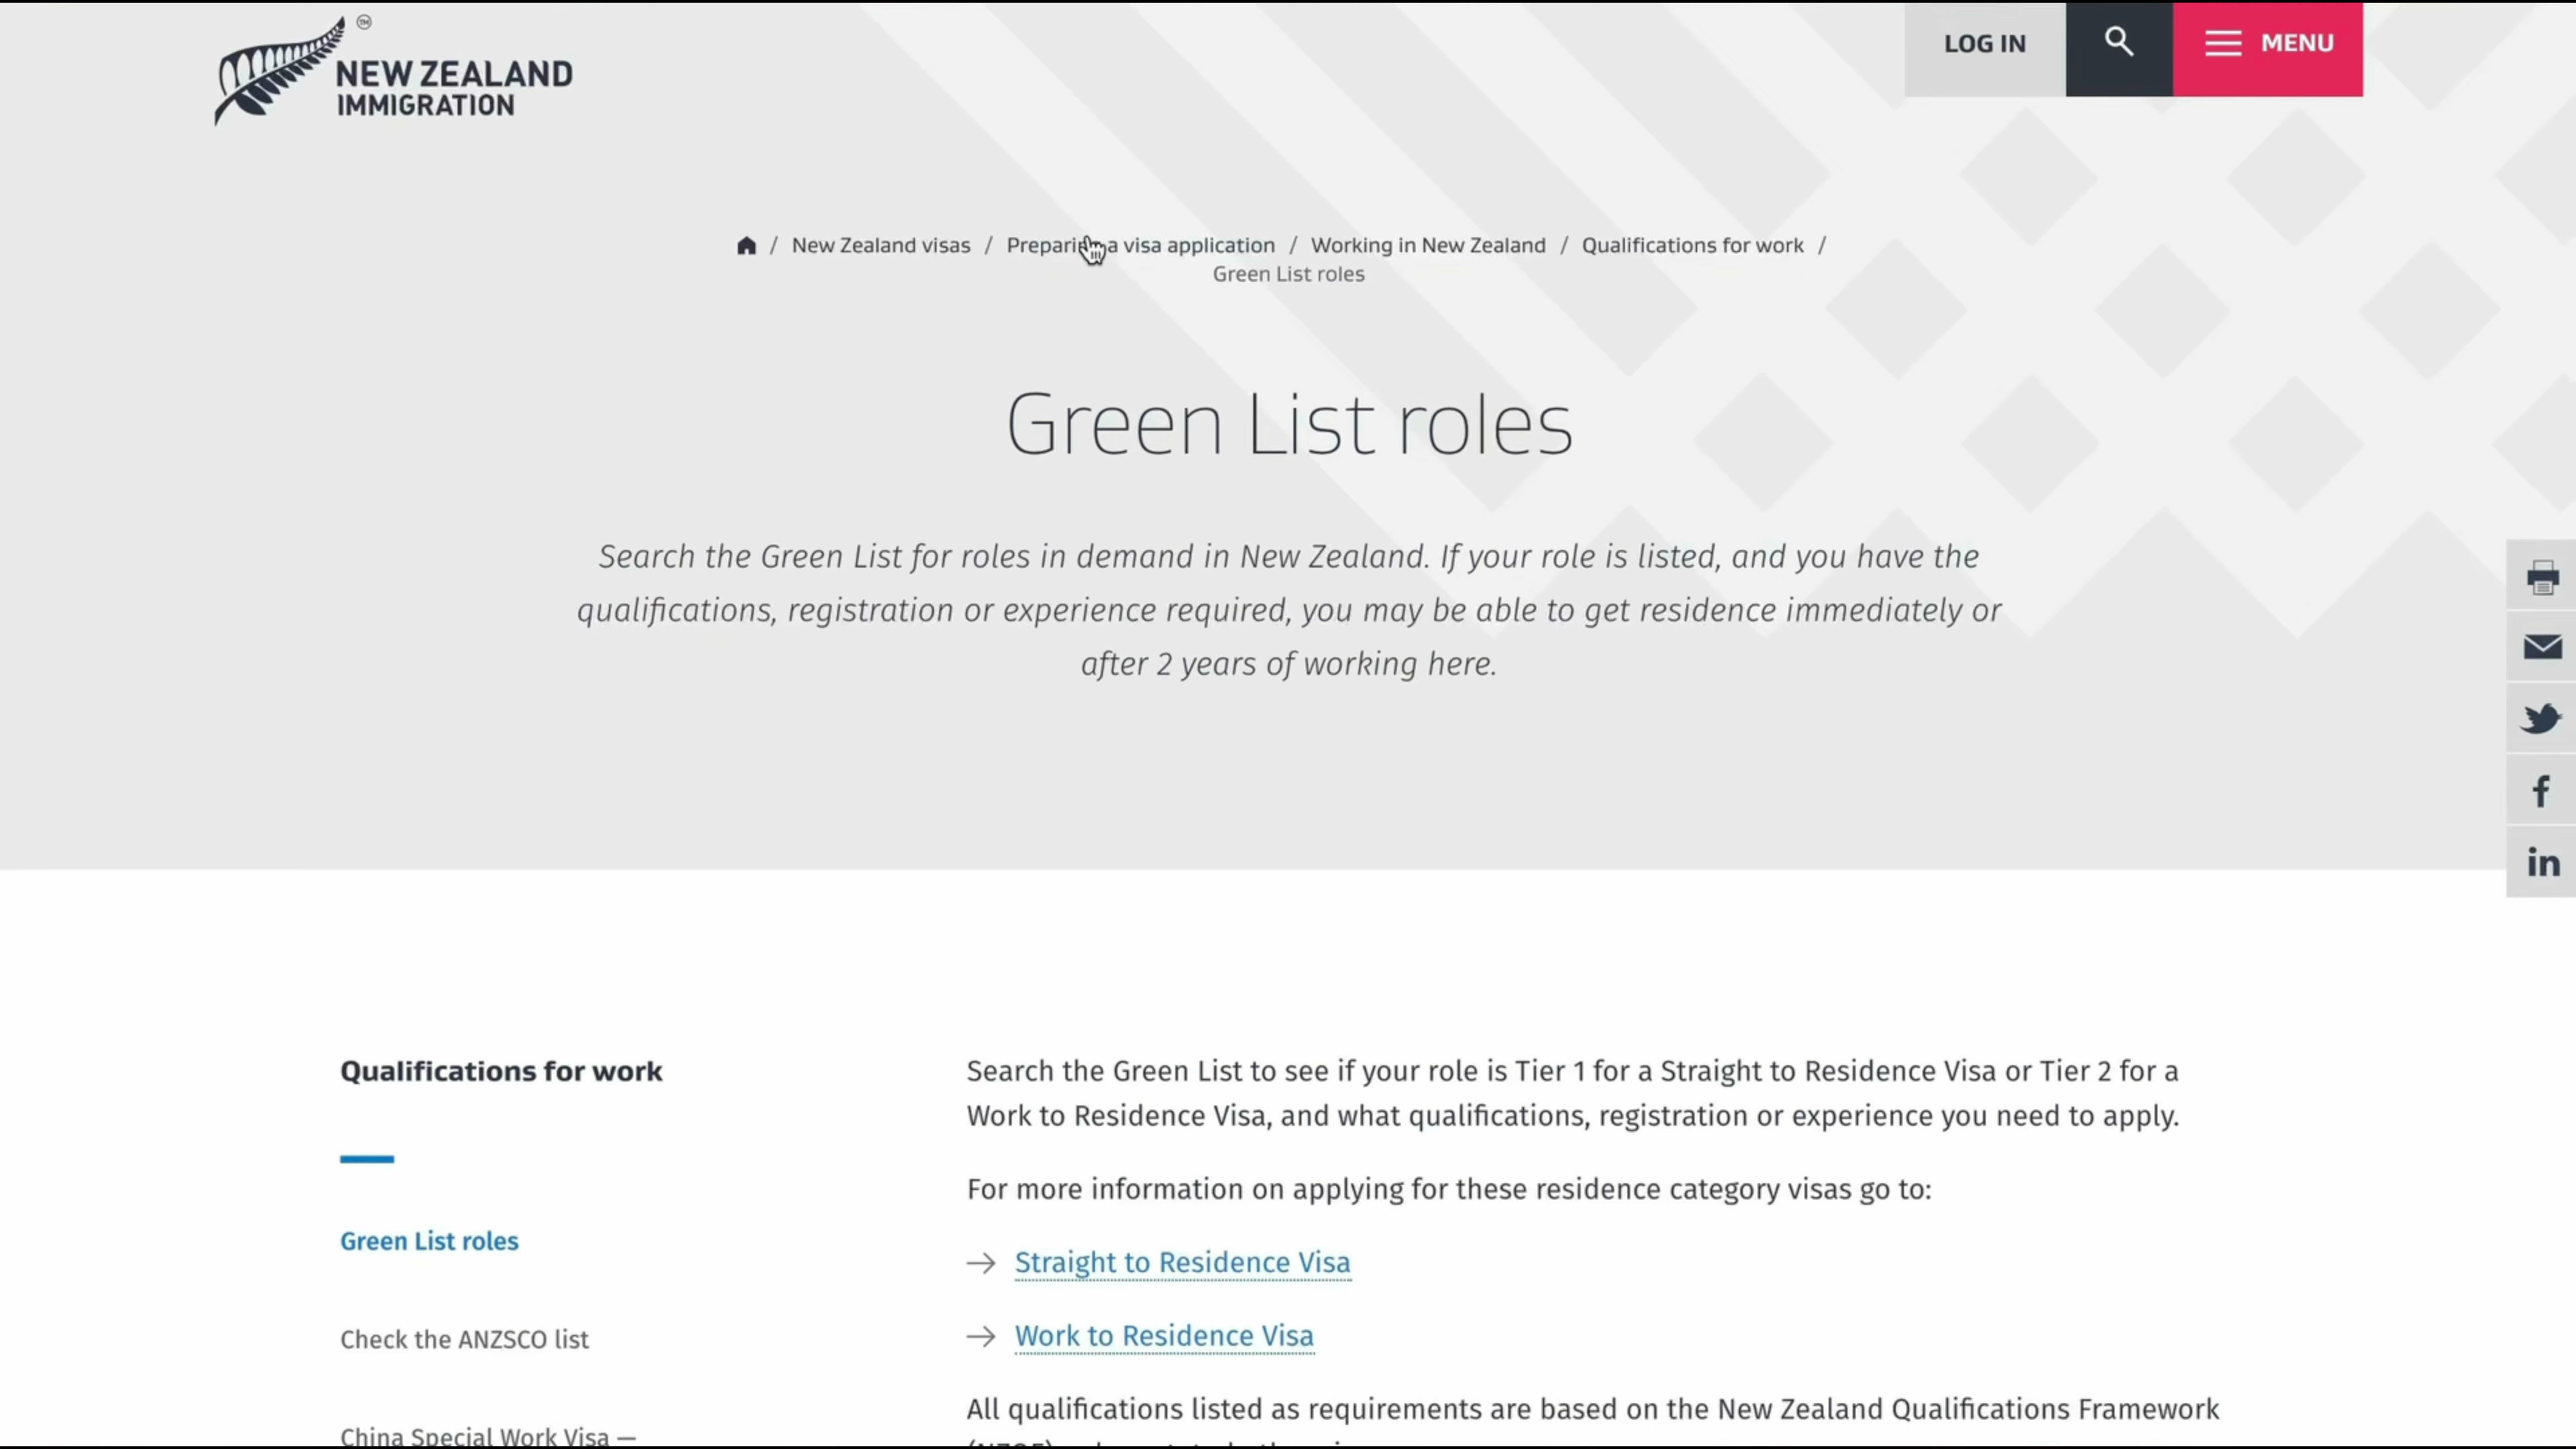 NEW ZEALAND
IMMIGRATION
TM
LOG IN
MENU
/ New Zealand visas / Preparin a visa application / Working in New Zealand / Qualifications for work /
Green List roles
Green List roles
Search the Green List for roles in demand in New Zealand. If your role is listed, and you have the
qualifications, registration or experience required, you may be able to get residence immediately or
after 2 years of working here.
f
in
Qualifications for work
Green List roles
Check the ANZSCO list
China Special Work Visa —
Search the Green List to see if your role is Tier 1 for a Straight to Residence Visa or Tier 2 for a
Work to Residence Visa, and what qualifications, registration or experience you need to apply.
For more information on applying for these residence category visas go to:
→ Straight to Residence Visa
→ Work to Residence Visa
All qualifications listed as requirements are based on the New Zealand Qualifications Framework